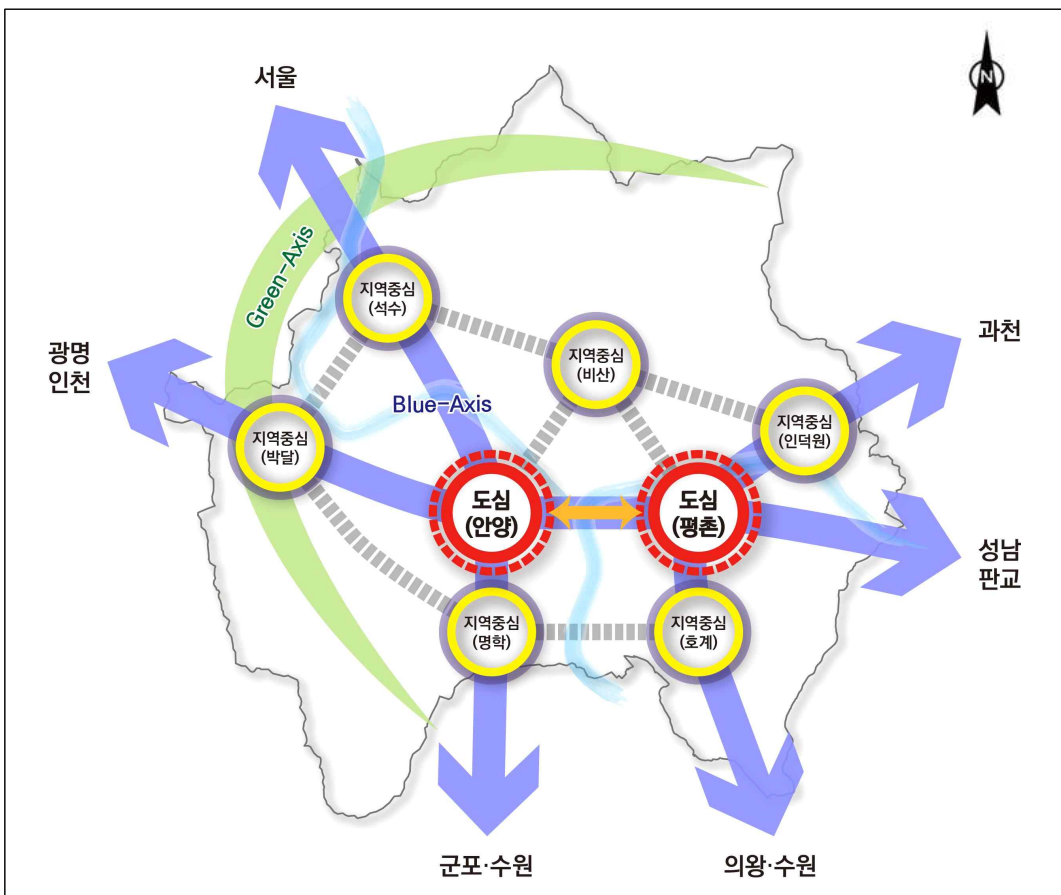 서울
N
Green-Axis
지역중심
(석수)
과천
광명
인천
지역중심
(비산)
Blue-Axis
지역중심
(인덕원)
지역중심
(박달)
도심
(안양)
도심
(평촌)
성남
판교
지역중심
(명학)
지역중심
(호계)
군포·수원
의왕·수원